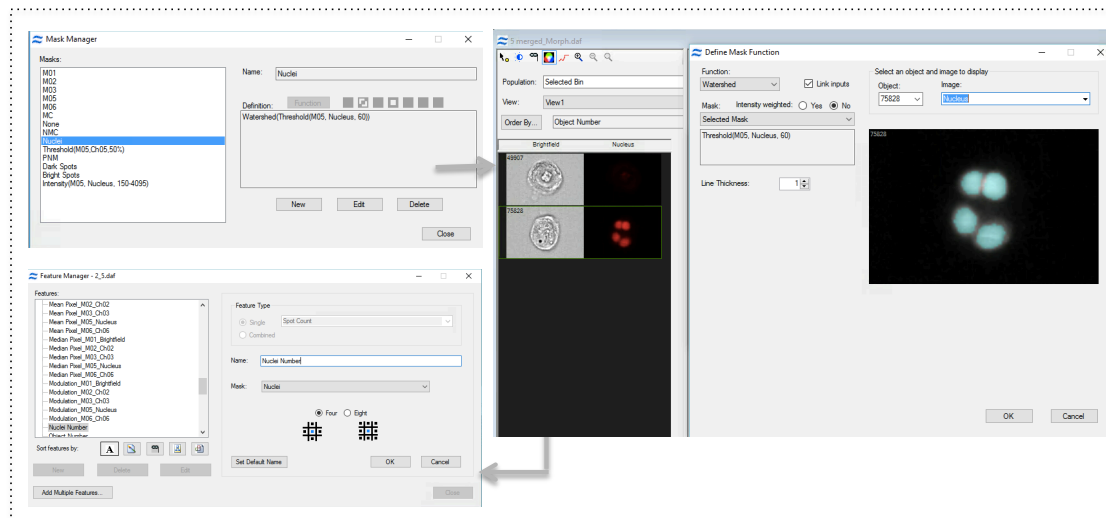 Mask Manager
Masks:
M01
M02
M03
M05
M06
MC
None
NMC
Nuclei
Threshold(M05,Ch05,50%)
PNM
Dark Spots
Bright Spots
Intensity(M05, Nucleus, 150-4095)
Name: Nuclei
Definition: Function
Watershed(Threshold(M05, Nucleus, 60))
New Edit Delete
Close
Feature Manager - 2_5.daf
Features:
Mean Pixel_M02_Ch02
Mean Pixel_M03_Ch03
Mean Pixel_M05_Nucleus
Mean Pixel_M06_Ch06
Median Pixel_M01_Brightfield
Median Pixel_M02_Ch02
Median Pixel_M03_Ch03
Median Pixel_M05_Nucleus
Median Pixel_M06_Ch06
Modulation_M01_Brightfield
Modulation_M02_Ch02
Modulation_M03_Ch03
Modulation_M05_Nucleus
Modulation_M06_Ch06
Nuclei Number
Object Number
Sort features by: A
New Delete Edit
Add Multiple Features...
Feature Type
Single Spot Count
Combined
Name: Nuclei Number
Mask: Nuclei
Four Eight
Set Default Name OK Cancel
Close
5 merged_Morph.daf
Population: Selected Bin
View: View1
Order By... Object Number
Brightfield Nucleus
49907
75828
Define Mask Function
Function:
Watershed Link inputs
Mask: Intensity weighted: Yes No
Selected Mask
Threshold(M05, Nucleus, 60)
Line Thickness: 1
Select an object and image to display
Object: Image:
75828 Nucleus
75828
OK Cancel